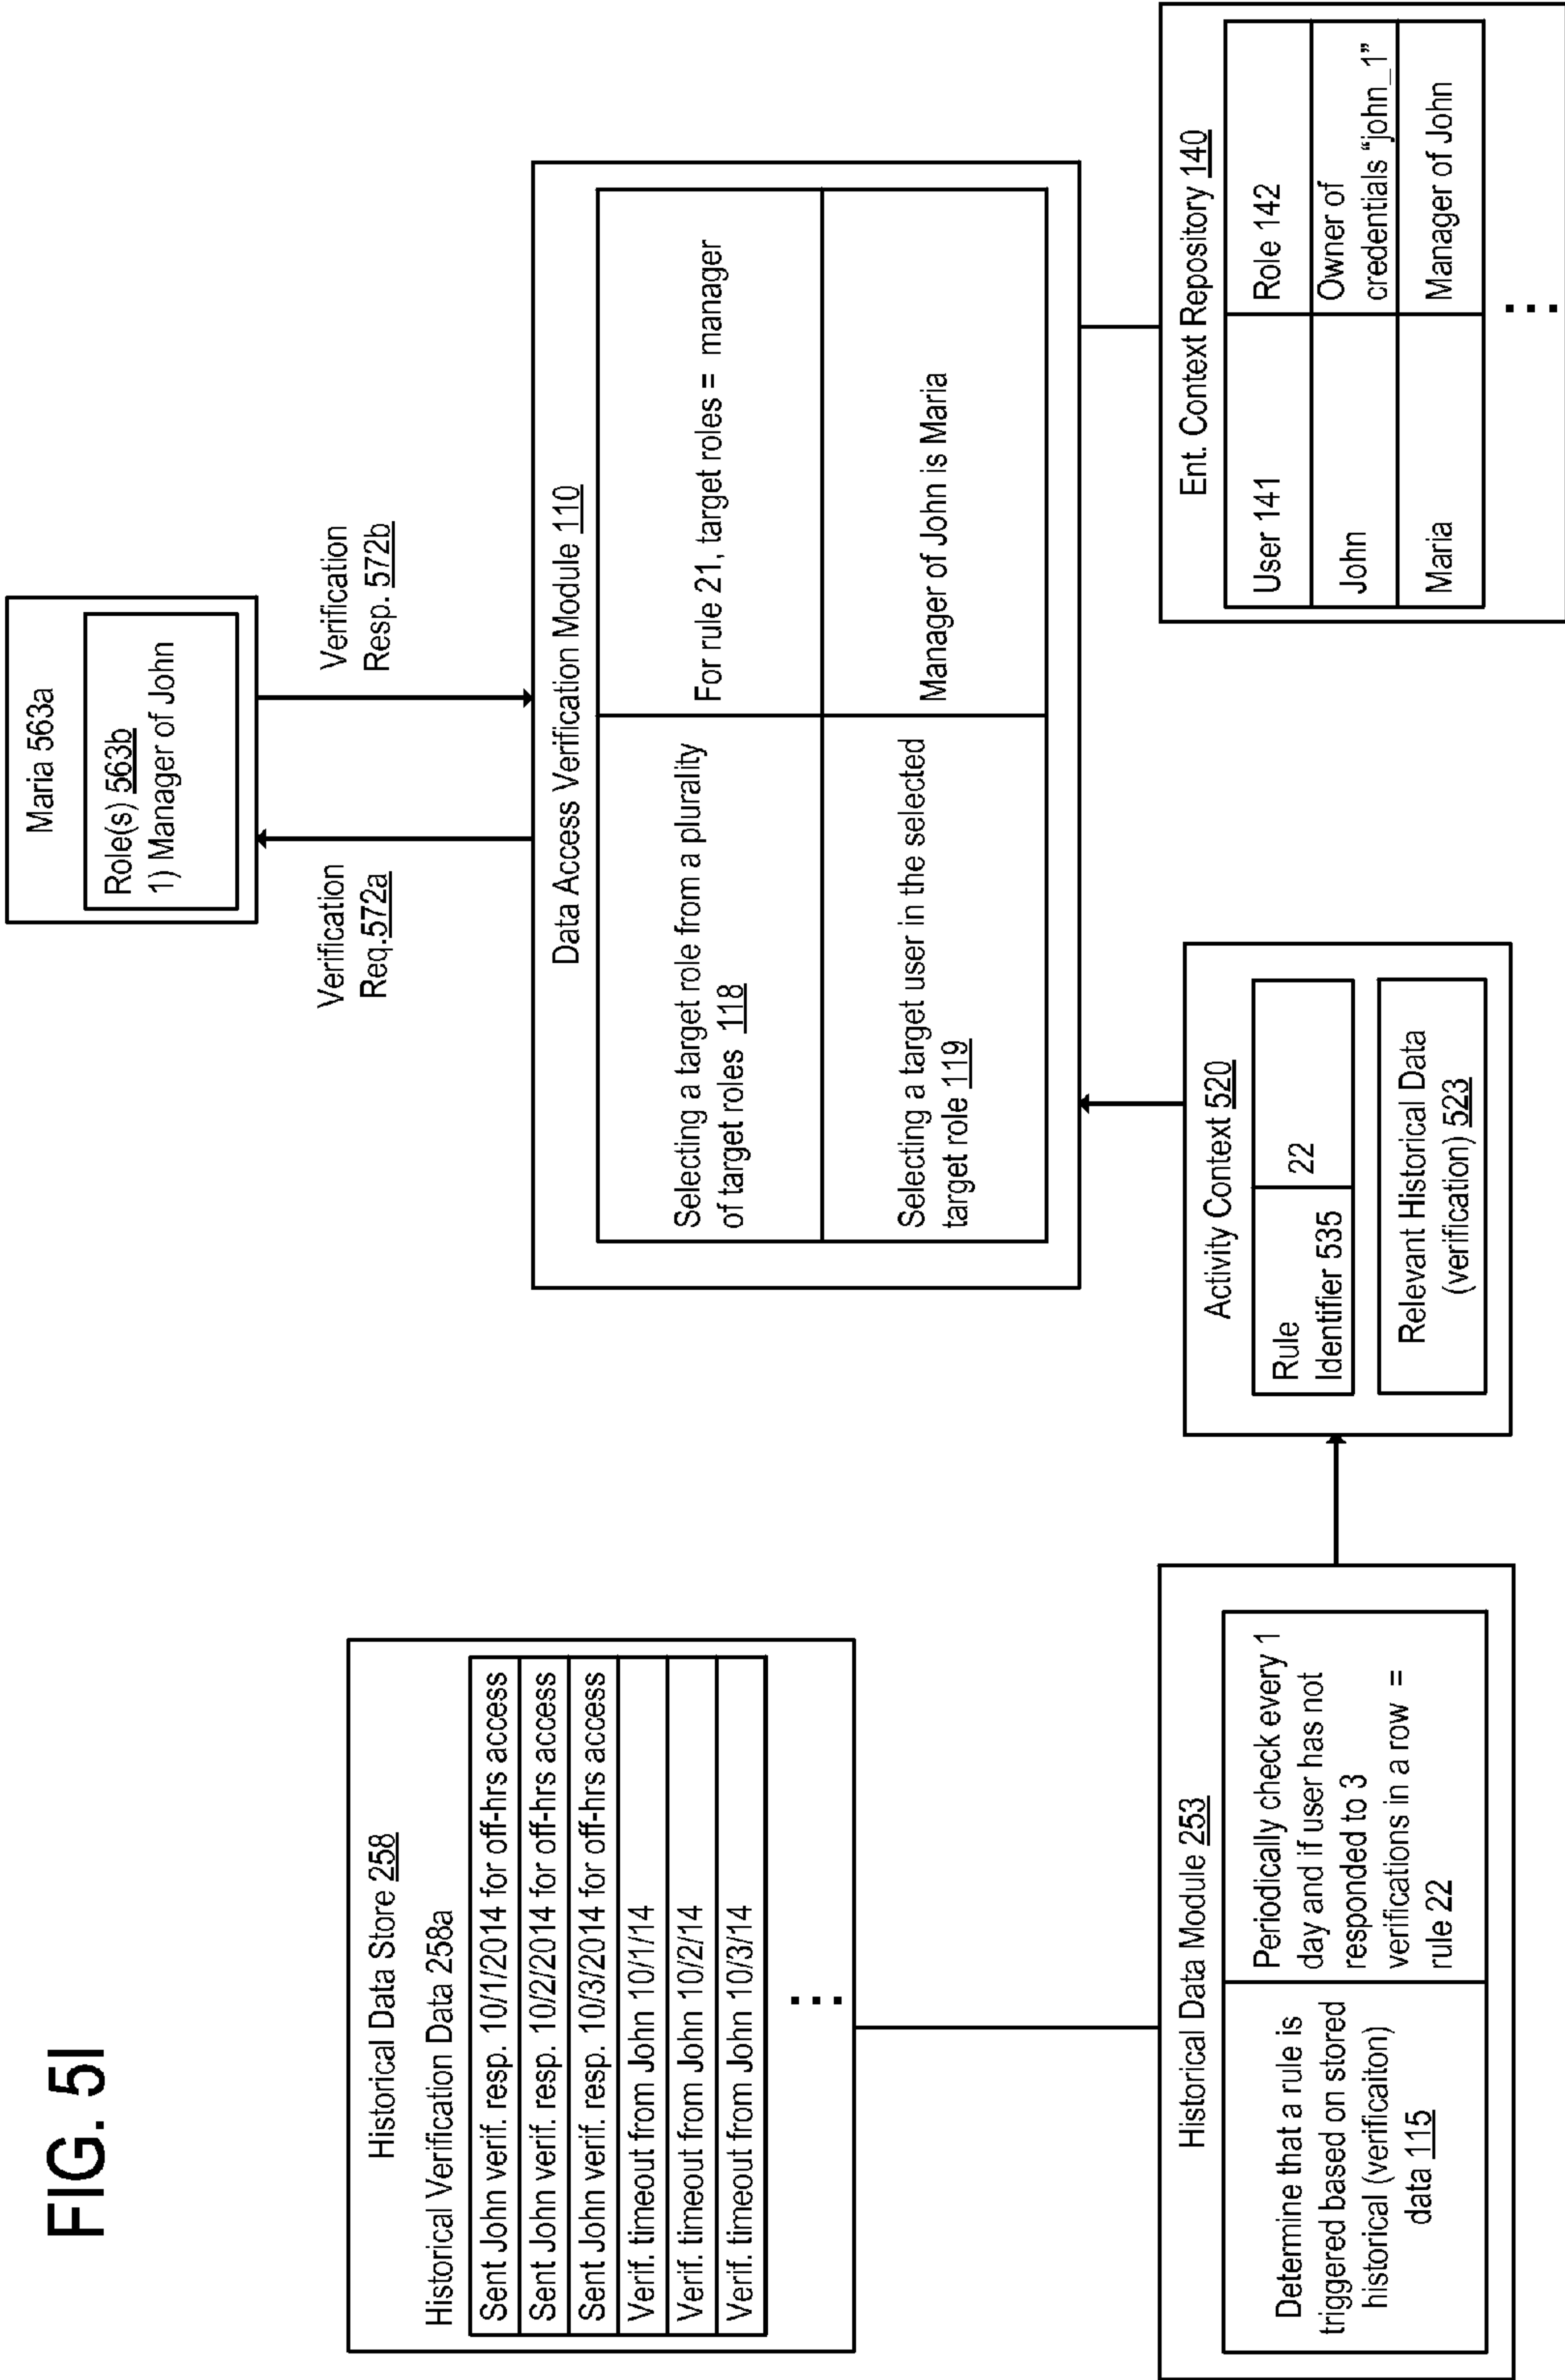 FIG. 5I
Historical Data Store 258
Historical Verification Data 258a
Sent John verif. resp. 10/1/2014 for off-hrs access
Sent John verif. resp. 10/2/2014 for off-hrs access
Sent John verif. resp. 10/3/2014 for off-hrs access
Verif. timeout from John 10/1/14
Verif. timeout from John 10/2/14
Verif. timeout from John 10/3/14
Historical Data Module 253
Determine that a rule is
triggered based on stored
historical (verificaiton)
data 115
Periodically check every 1
day and if user has not
responded to 3
verifications in a row =
rule 22
Maria 563a
Role(s) 563b
1) Manager of John
Verification
Req.572a
Verification
Resp. 572b
Data Access Verification Module 110
Selecting a target role from a plurality
of target roles 118
For rule 21, target roles = manager
Selecting a target user in the selected
target role 119
Manager of John is Maria
Activity Context 520
Rule
Identifier 535
22
Relevant Historical Data
(verification) 523
Ent. Context Repository 140
User 141
Role 142
John
Owner of
credentials “john_1”
Maria
Manager of John